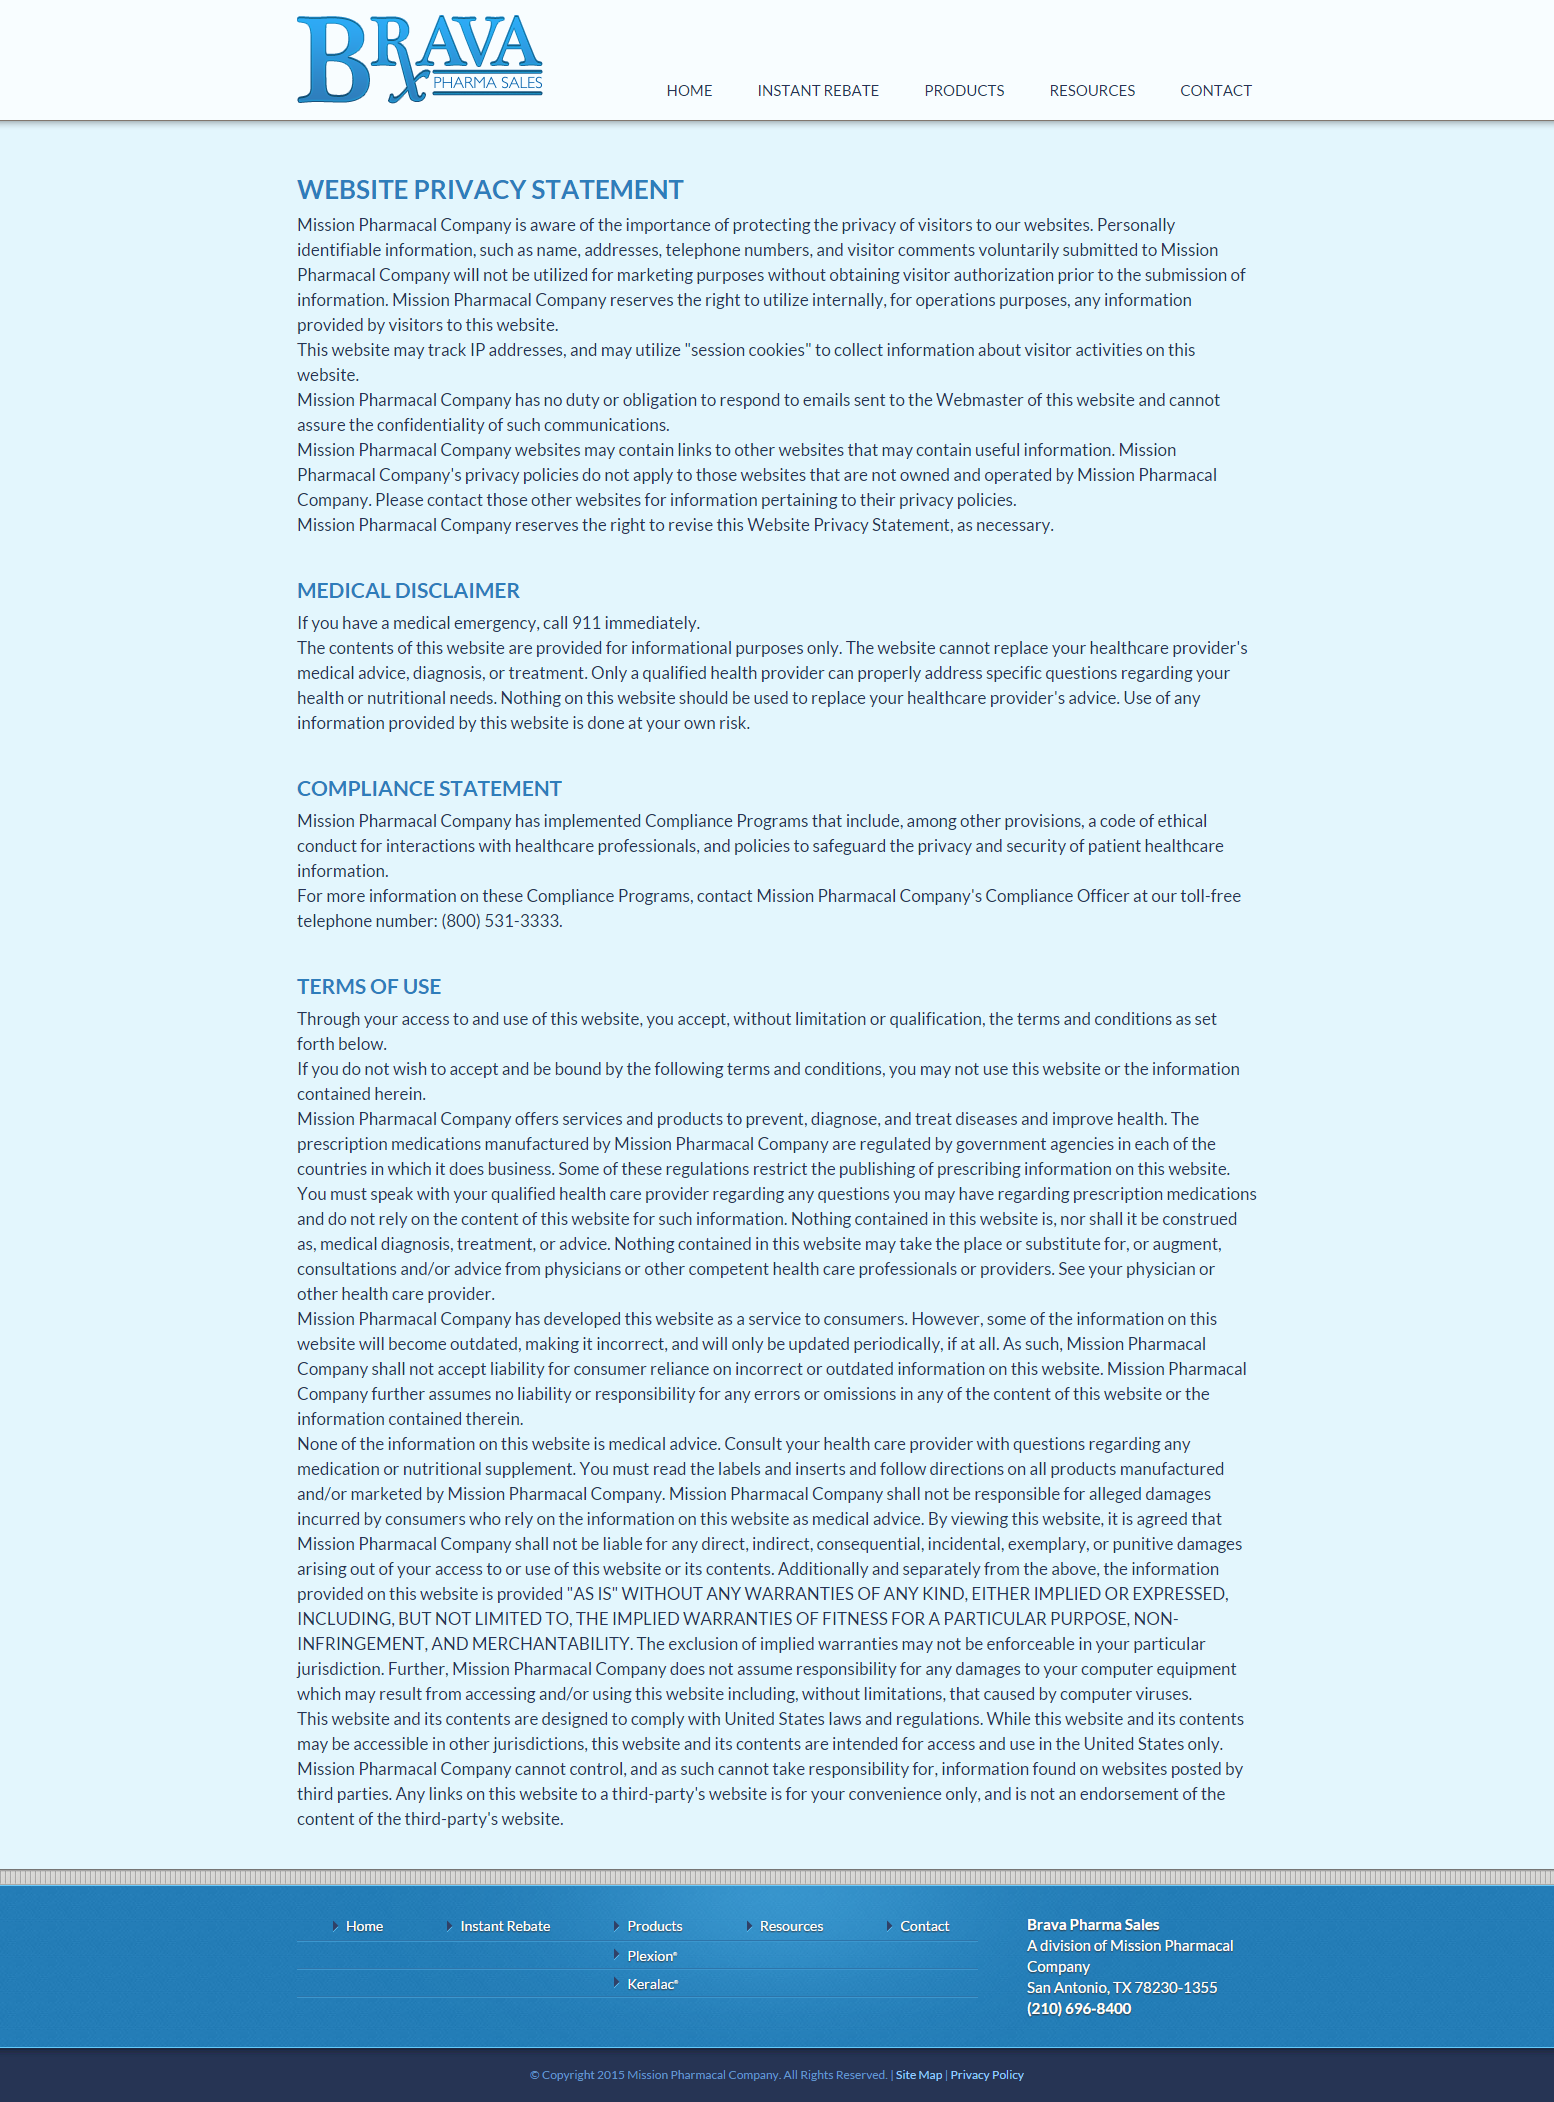 BRAVA
PHARMA SALES
HOME INSTANT REBATE PRODUCTS RESOURCES CONTACT
WEBSITE PRIVACY STATEMENT
Mission Pharmacal Company is aware of the importance of protecting the privacy of visitors to our websites. Personally
identifiable information, such as name, addresses, telephone numbers, and visitor comments voluntarily submitted to Mission
Pharmacal Company will not be utilized for marketing purposes without obtaining visitor authorization prior to the submission of
information. Mission Pharmacal Company reserves the right to utilize internally, for operations purposes, any information
provided by visitors to this website.
This website may track IP addresses, and may utilize "session cookies" to collect information about visitor activities on this
website.
Mission Pharmacal Company has no duty or obligation to respond to emails sent to the Webmaster of this website and cannot
assure the confidentiality of such communications.
Mission Pharmacal Company websites may contain links to other websites that may contain useful information. Mission
Pharmacal Company's privacy policies do not apply to those websites that are not owned and operated by Mission Pharmacal
Company. Please contact those other websites for information pertaining to their privacy policies.
Mission Pharmacal Company reserves the right to revise this Website Privacy Statement, as necessary.
MEDICAL DISCLAIMER
If you have a medical emergency, call 911 immediately.
The contents of this website are provided for informational purposes only. The website cannot replace your healthcare provider's
medical advice, diagnosis, or treatment. Only a qualified health provider can properly address specific questions regarding your
health or nutritional needs. Nothing on this website should be used to replace your healthcare provider's advice. Use of any
information provided by this website is done at your own risk.
COMPLIANCE STATEMENT
Mission Pharmacal Company has implemented Compliance Programs that include, among other provisions, a code of ethical
conduct for interactions with healthcare professionals, and policies to safeguard the privacy and security of patient healthcare
information.
For more information on these Compliance Programs, contact Mission Pharmacal Company's Compliance Officer at our toll-free
telephone number: (800) 531-3333.
TERMS OF USE
Through your access to and use of this website, you accept, without limitation or qualification, the terms and conditions as set
forth below.
If you do not wish to accept and be bound by the following terms and conditions, you may not use this website or the information
contained herein.
Mission Pharmacal Company offers services and products to prevent, diagnose, and treat diseases and improve health. The
prescription medications manufactured by Mission Pharmacal Company are regulated by government agencies in each of the
countries in which it does business. Some of these regulations restrict the publishing of prescribing information on this website.
You must speak with your qualified health care provider regarding any questions you may have regarding prescription medications
and do not rely on the content of this website for such information. Nothing contained in this website is, nor shall it be construed
as, medical diagnosis, treatment, or advice. Nothing contained in this website may take the place or substitute for, or augment,
consultations and/or advice from physicians or other competent health care professionals or providers. See your physician or
other health care provider.
Mission Pharmacal Company has developed this website as a service to consumers. However, some of the information on this
website will become outdated, making it incorrect, and will only be updated periodically, if at all. As such, Mission Pharmacal
Company shall not accept liability for consumer reliance on incorrect or outdated information on this website. Mission Pharmacal
Company further assumes no liability or responsibility for any errors or omissions in any of the content of this website or the
information contained therein.
None of the information on this website is medical advice. Consult your health care provider with questions regarding any
medication or nutritional supplement. You must read the labels and inserts and follow directions on all products manufactured
and/or marketed by Mission Pharmacal Company. Mission Pharmacal Company shall not be responsible for alleged damages
incurred by consumers who rely on the information on this website as medical advice. By viewing this website, it is agreed that
Mission Pharmacal Company shall not be liable for any direct, indirect, consequential, incidental, exemplary, or punitive damages
arising out of your access to or use of this website or its contents. Additionally and separately from the above, the information
provided on this website is provided "AS IS" WITHOUT ANY WARRANTIES OF ANY KIND, EITHER IMPLIED OR EXPRESSED,
INCLUDING, BUT NOT LIMITED TO, THE IMPLIED WARRANTIES OF FITNESS FOR A PARTICULAR PURPOSE, NON-
INFRINGEMENT, AND MERCHANTABILITY. The exclusion of implied warranties may not be enforceable in your particular
jurisdiction. Further, Mission Pharmacal Company does not assume responsibility for any damages to your computer equipment
which may result from accessing and/or using this website including, without limitations, that caused by computer viruses.
This website and its contents are designed to comply with United States laws and regulations. While this website and its contents
may be accessible in other jurisdictions, this website and its contents are intended for access and use in the United States only.
Mission Pharmacal Company cannot control, and as such cannot take responsibility for, information found on websites posted by
third parties. Any links on this website to a third-party's website is for your convenience only, and is not an endorsement of the
content of the third-party's website.
Home Instant Rebate Products Resources Contact
Plexion®
Keralac®
Brava Pharma Sales
A division of Mission Pharmacal
Company
San Antonio, TX 78230-1355
(210) 696-8400
© Copyright 2015 Mission Pharmacal Company. All Rights Reserved. | Site Map | Privacy Policy